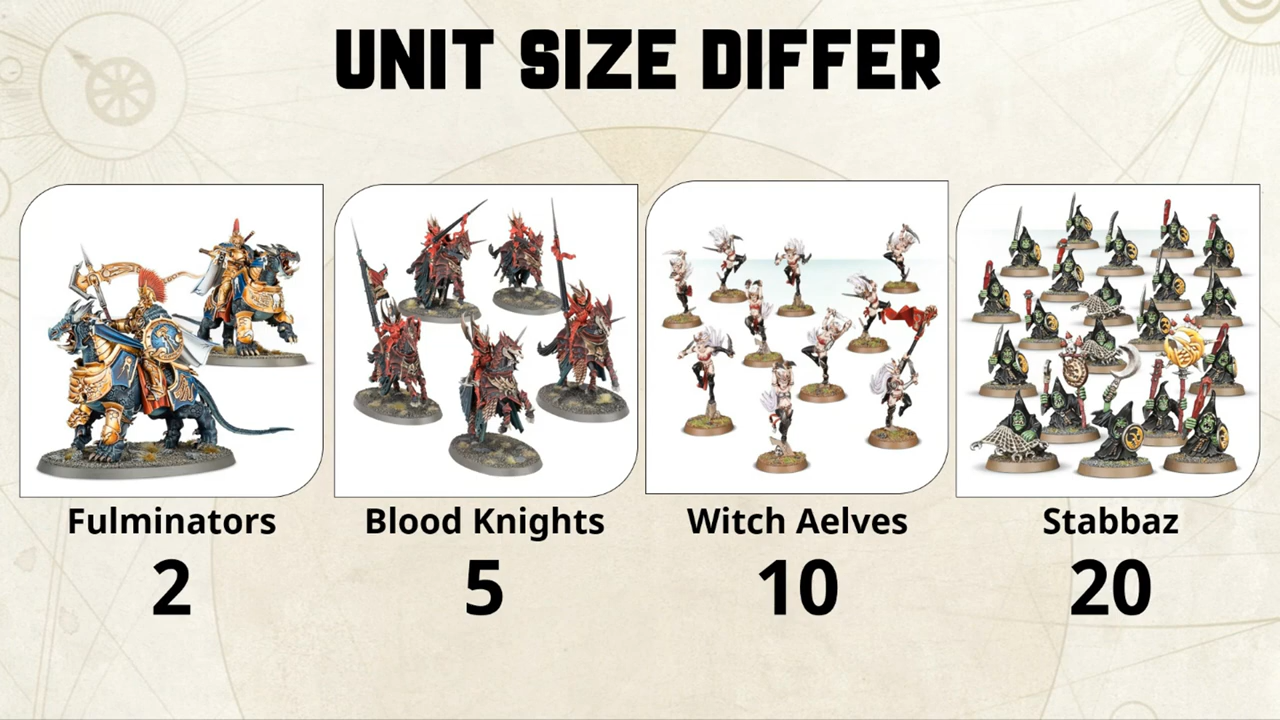 UNIT SIZE DIFFER
Fulminators
Blood Knights
Witch Aelves
Stabbaz
2
5
10
20